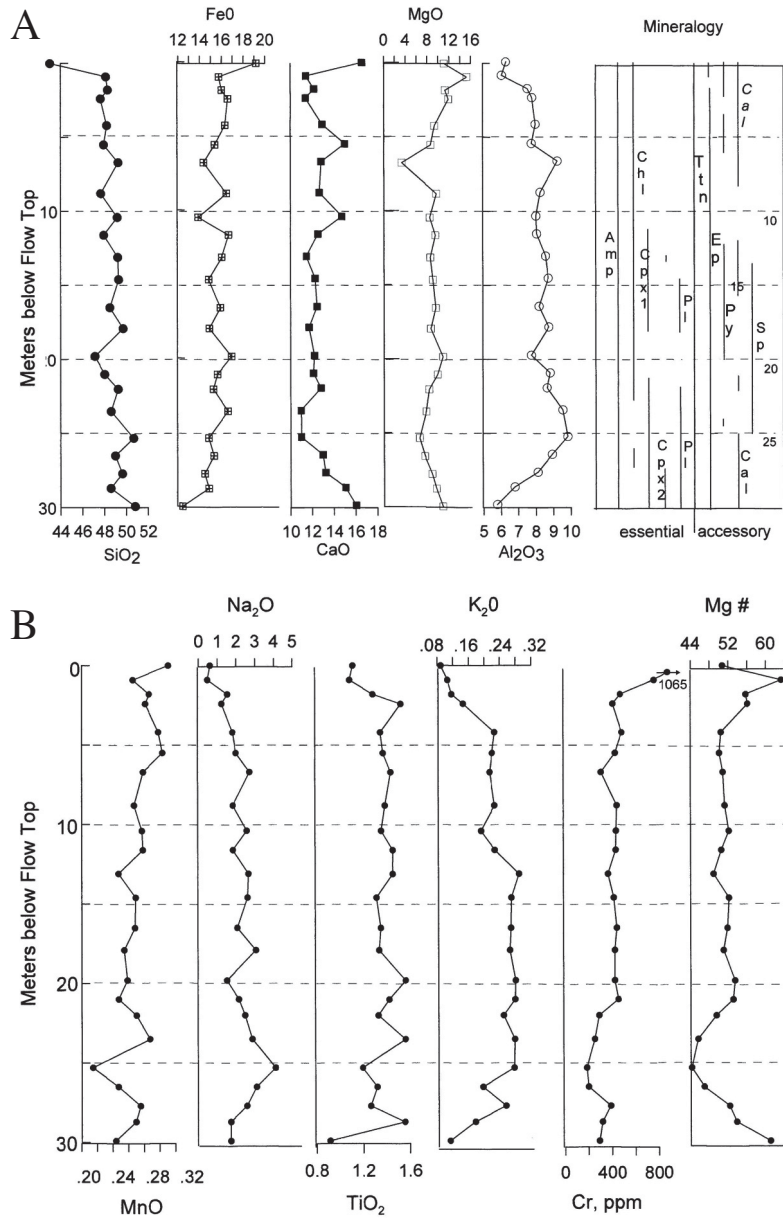 A
Fe0
12 14 16 18 20
MgO
0 4 8 12 16
Mineralogy
Meters below Flow Top
10
.0
30
44 46 48 50 52
SiO2
10 12 14 16 18
CaO
5 6 7 8 9 10
Al2O3
Amp
Chl
Cpx1
Cpx2
Pl
Pl
Ttn
Ep
Py
Cal
Sp
Cal
10
15
20
25
essential accessory
B
Na2O
0 1 2 3 4 5
K20
.08 .16 .24 .32
Mg #
44 52 60
1065
Meters below Flow Top
0
10
20
30
.20 .24 .28 0.32
MnO
0.8 1.2 1.6
TiO2
0 400 800
Cr, ppm